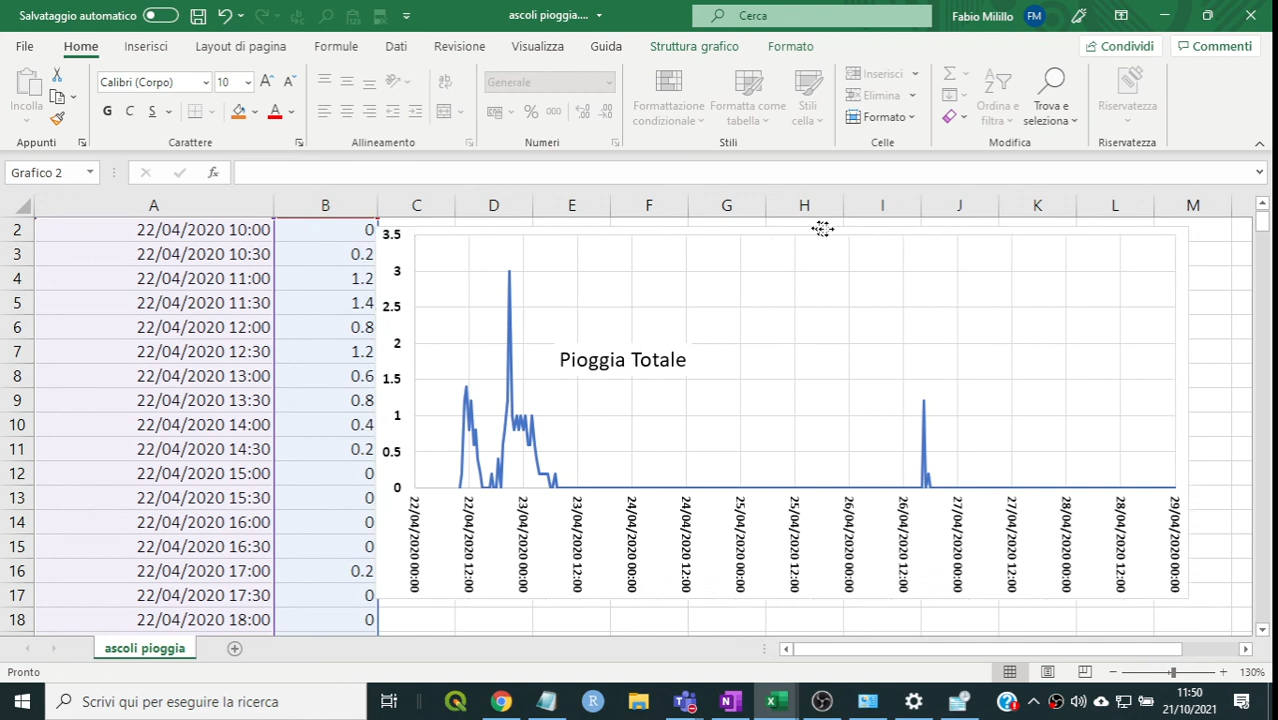 Salvataggio automatico
ascoli pioggia....
Cerca
Fabio Milillo
FM
File
Home
Inserisci
Layout di pagina
Formule
Dati
Revisione
Visualizza
Guida
Struttura grafico
Formato
Condividi
Commenti
Incolla
Calibri (Corpo)
10
G C S
Generale
Formattazione condizionale
Formatta come tabella
Stili cella
Inserisci
Elimina
Formato
Ordina e filtra
Trova e seleziona
Riservatezza
Appunti
Carattere
Allineamento
Numeri
Stili
Celle
Modifica
Riservatezza
Grafico 2
A B C D E F G H I J K L M
2 22/04/2020 10:00 0
3 22/04/2020 10:30 0.2
4 22/04/2020 11:00 1.2
5 22/04/2020 11:30 1.4
6 22/04/2020 12:00 0.8
7 22/04/2020 12:30 1.2
8 22/04/2020 13:00 0.6
9 22/04/2020 13:30 0.8
10 22/04/2020 14:00 0.4
11 22/04/2020 14:30 0.2
12 22/04/2020 15:00 0
13 22/04/2020 15:30 0
14 22/04/2020 16:00 0
15 22/04/2020 16:30 0
16 22/04/2020 17:00 0.2
17 22/04/2020 17:30 0
18 22/04/2020 18:00 0
3.5
3
2.5
2
1.5
1
0.5
0
Pioggia Totale
22/04/2020 00:00
22/04/2020 12:00
23/04/2020 00:00
23/04/2020 12:00
24/04/2020 00:00
24/04/2020 12:00
25/04/2020 00:00
25/04/2020 12:00
26/04/2020 00:00
26/04/2020 12:00
27/04/2020 00:00
27/04/2020 12:00
28/04/2020 00:00
28/04/2020 12:00
29/04/2020 00:00
ascoli pioggia
Pronto
130%
Scrivi qui per eseguire la ricerca
11:50
21/10/2021